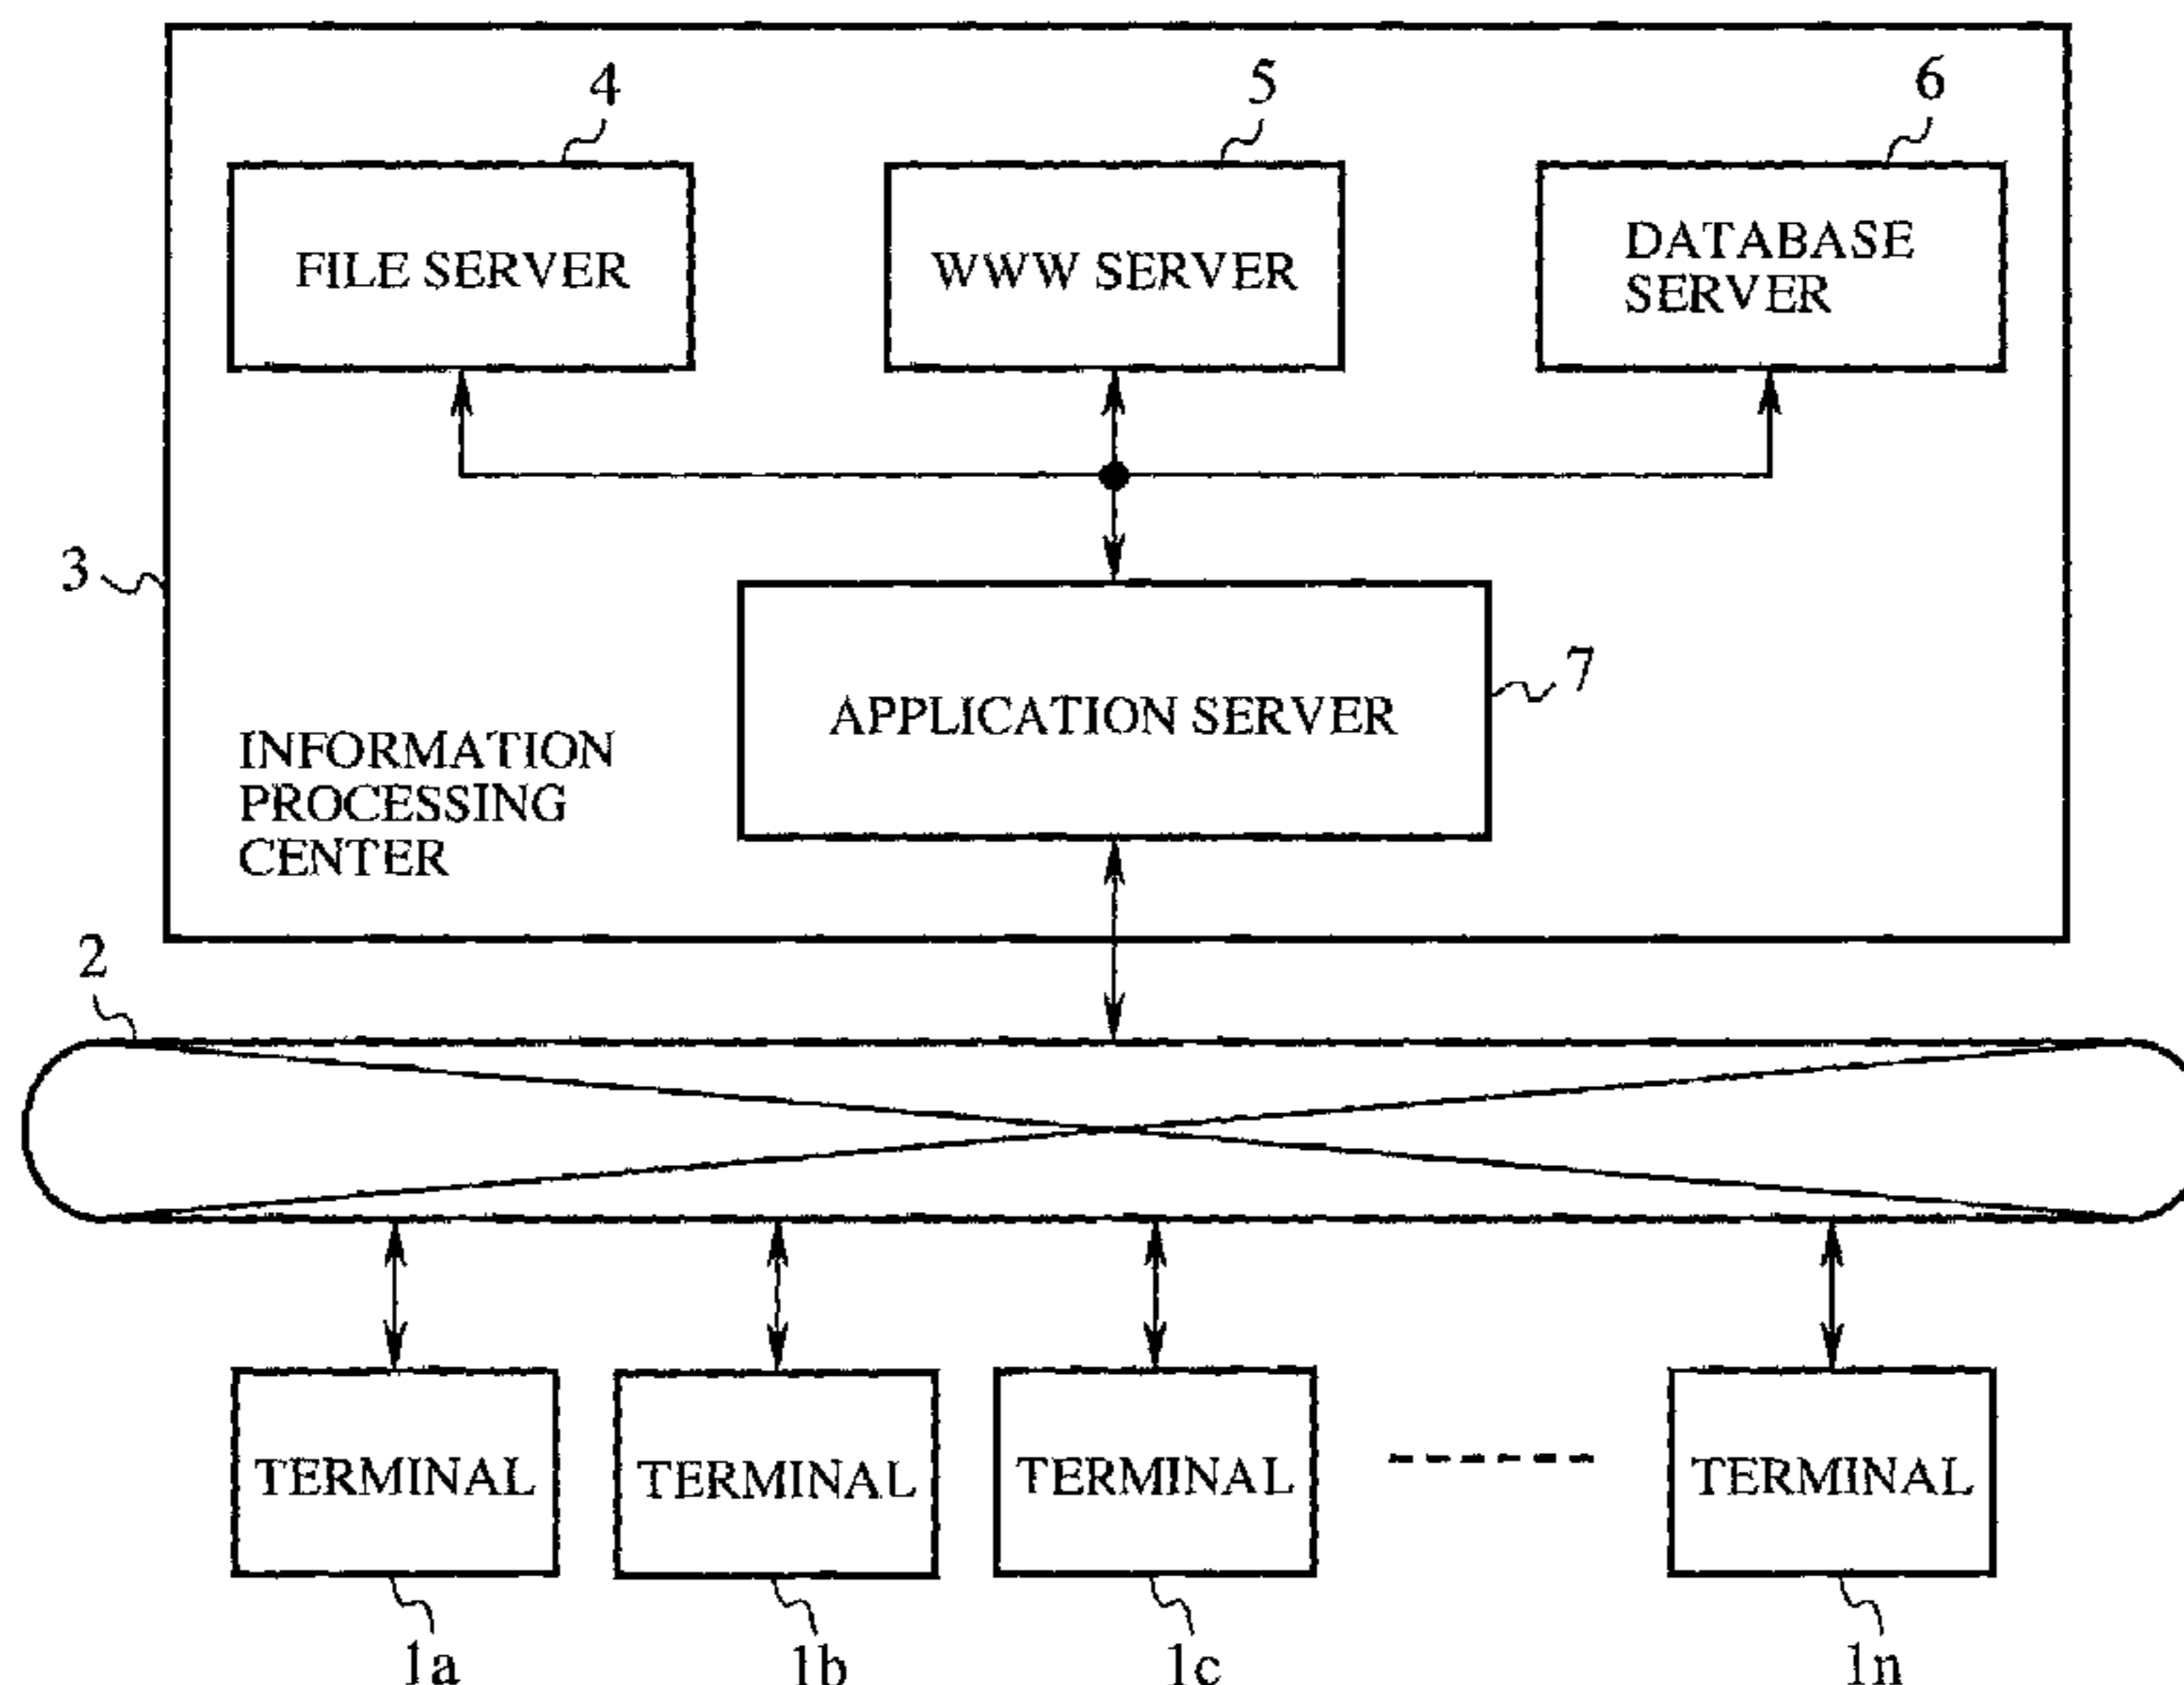 4
5
6
FILE SERVER
WWW SERVER
DATABASE
SERVER
3
7
APPLICATION SERVER
INFORMATION
PROCESSING
CENTER
2
TERMINAL
TERMINAL
TERMINAL
TERMINAL
1a
1b
1c
1n